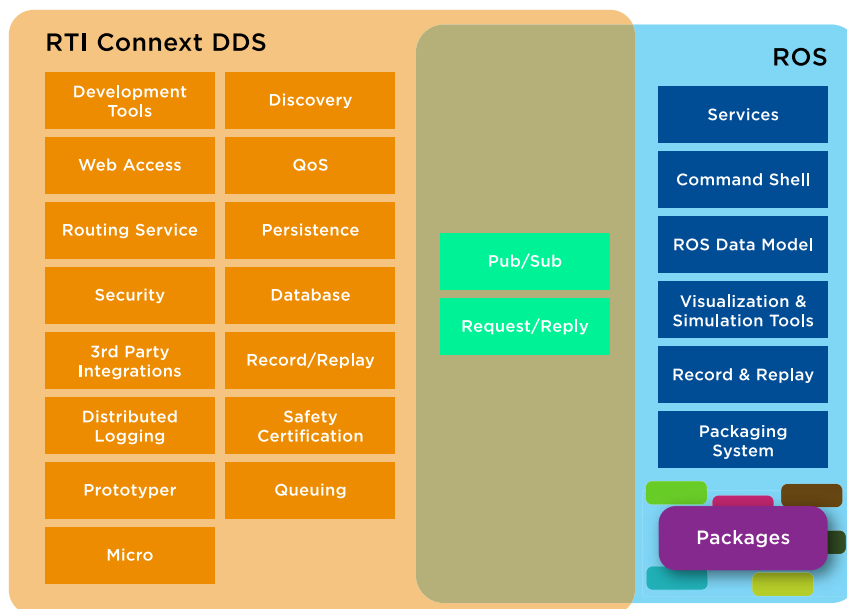 RTI Connext DDS
Development
Tools
Discovery
Web Access
QoS
Routing Service
Persistence
Security
Database
3rd Party
Integrations
Record/Replay
Distributed
Logging
Safety
Certification
Prototyper
Queuing
Micro
Pub/Sub
Request/Reply
ROS
Services
Command Shell
ROS Data Model
Visualization &
Simulation Tools
Record & Replay
Packaging
System
Packages